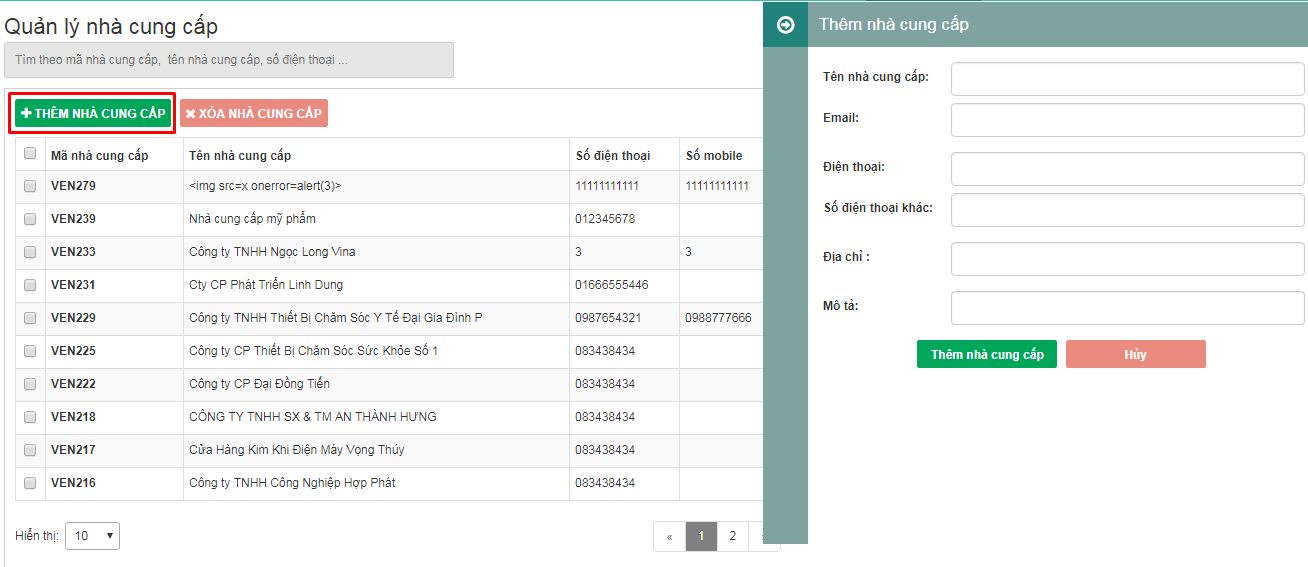 Quản lý nhà cung cấp
Tìm theo mã nhà cung cấp, tên nhà cung cấp, số điện thoại ...
THÊM NHÀ CUNG CẤP
XÓA NHÀ CUNG CẤP
Mã nhà cung cấp Tên nhà cung cấp Số điện thoại Số mobile
VEN279 <img src=x onerror=alert(3)> 11111111111 11111111111
VEN239 Nhà cung cấp mỹ phẩm 012345678
VEN233 Công ty TNHH Ngọc Long Vina 3 3
VEN231 Cty CP Phát Triển Linh Dung 01666555446
VEN229 Công ty TNHH Thiết Bị Chăm Sóc Y Tế Đại Gia Đình P 0987654321 0988777666
VEN225 Công ty CP Thiết Bị Chăm Sóc Sức Khỏe Số 1 083438434
VEN222 Công ty CP Đại Đồng Tiến 083438434
VEN218 CÔNG TY TNHH SX & TM AN THÀNH HƯNG 083438434
VEN217 Cửa Hàng Kim Khi Điện Máy Vọng Thúy 083438434
VEN216 Công ty TNHH Công Nghiệp Hợp Phát 083438434
Hiển thị: 10
« 1 2
Thêm nhà cung cấp
Tên nhà cung cấp:
Email:
Điện thoại:
Số điện thoại khác:
Địa chỉ :
Mô tả:
Thêm nhà cung cấp
Hủy